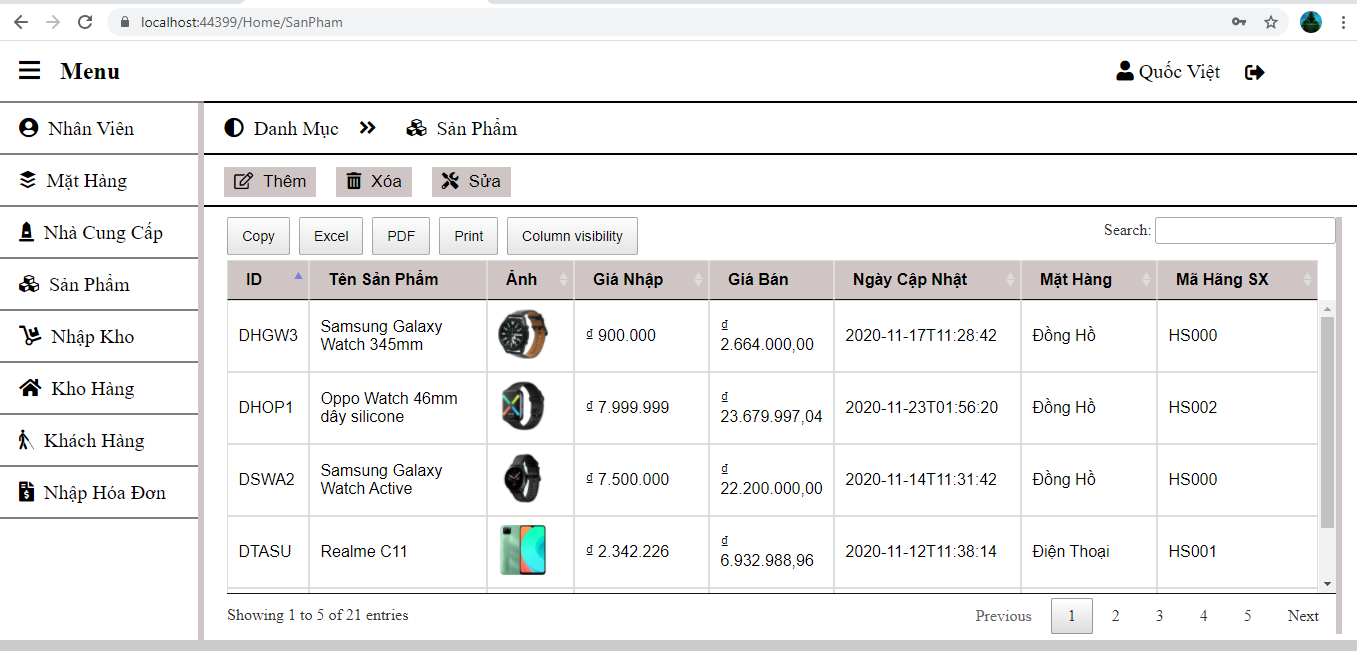 localhost:44399/Home/SanPham
Menu
Quốc Việt
Nhân Viên
Mặt Hàng
Nhà Cung Cấp
Sản Phẩm
Nhập Kho
Kho Hàng
Khách Hàng
Nhập Hóa Đơn
Danh Mục » Sản Phẩm
Thêm Xóa Sửa
Copy Excel PDF Print Column visibility Search:
ID Tên Sản Phẩm Ảnh Giá Nhập Giá Bán Ngày Cập Nhật Mặt Hàng Mã Hãng SX
DHGW3 Samsung Galaxy Watch 345mm ₫ 900.000 ₫ 2.664.000,00 2020-11-17T11:28:42 Đồng Hồ HS000
DHOP1 Oppo Watch 46mm dây silicone ₫ 7.999.999 ₫ 23.679.997,04 2020-11-23T01:56:20 Đồng Hồ HS002
DSWA2 Samsung Galaxy Watch Active ₫ 7.500.000 ₫ 22.200.000,00 2020-11-14T11:31:42 Đồng Hồ HS000
DTASU Realme C11 ₫ 2.342.226 ₫ 6.932.988,96 2020-11-12T11:38:14 Điện Thoại HS001
Showing 1 to 5 of 21 entries Previous 1 2 3 4 5 Next